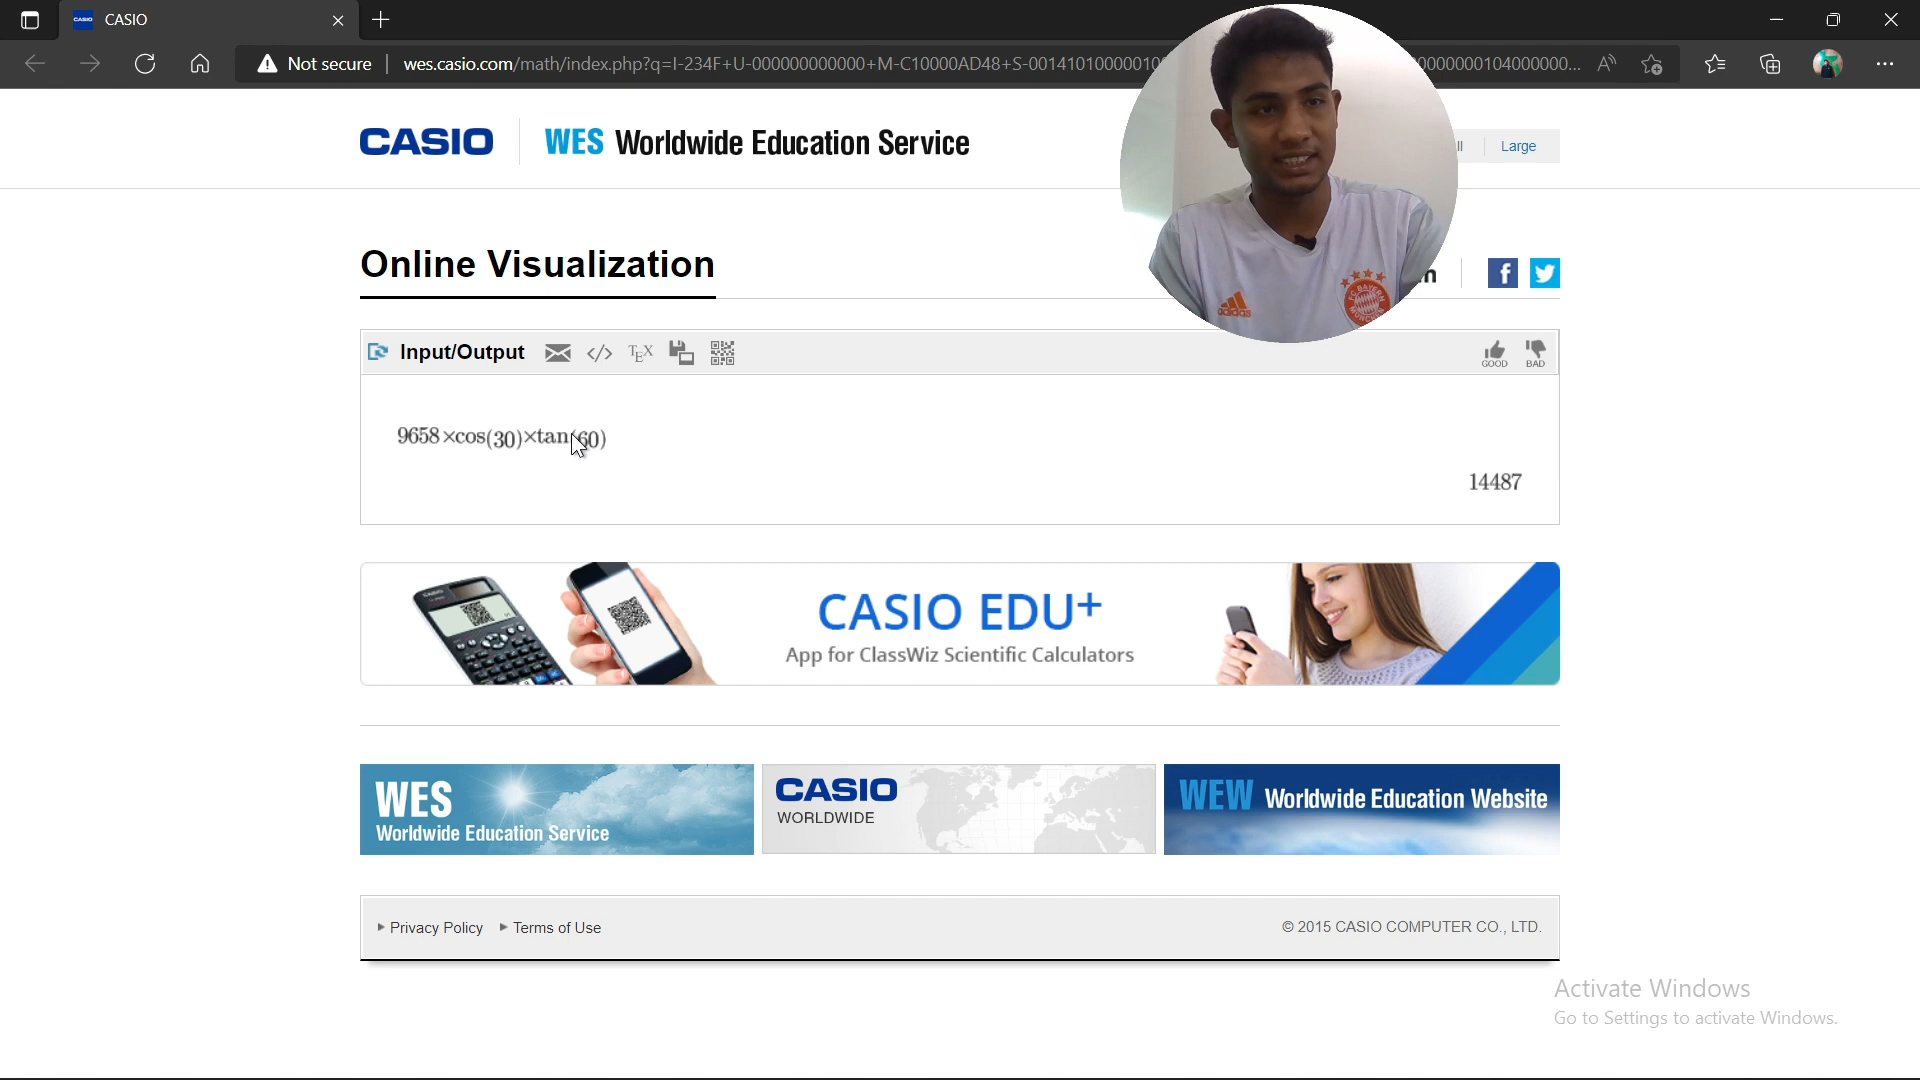 CASIO
Not secure
wes.casio.com/math/index.php?q=I-234F+U-000000000000+M-C10000AD48+S-00141010000010
0000000104000000...
CASIO
WES Worldwide Education Service
Large
Online Visualization
Input/Output
TEX
GOOD
BAD
9658×cos(30)×tan(60)
14487
CASIO EDU+
App for ClassWiz Scientific Calculators
WES
Worldwide Education Service
CASIO
WORLDWIDE
WEW Worldwide Education Website
Privacy Policy
Terms of Use
© 2015 CASIO COMPUTER CO., LTD.
Activate Windows
Go to Settings to activate Windows.